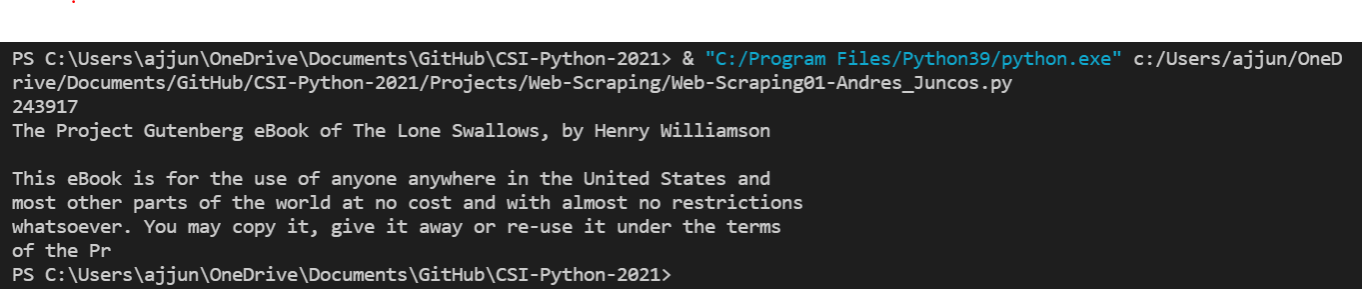 PS C:\Users\ajjun\OneDrive\Documents\GitHub\CSI-Python-2021> & "C:/Program Files/Python39/python.exe" c:/Users/ajjun/OneD
rive/Documents/GitHub/CSI-Python-2021/Projects/Web-Scraping/Web-Scraping01-Andres_Juncos.py
243917
The Project Gutenberg eBook of The Lone Swallows, by Henry Williamson
This eBook is for the use of anyone anywhere in the United States and
most other parts of the world at no cost and with almost no restrictions
whatsoever. You may copy it, give it away or re-use it under the terms
of the Pr
PS C:\Users\ajjun\OneDrive\Documents\GitHub\CSI-Python-2021>